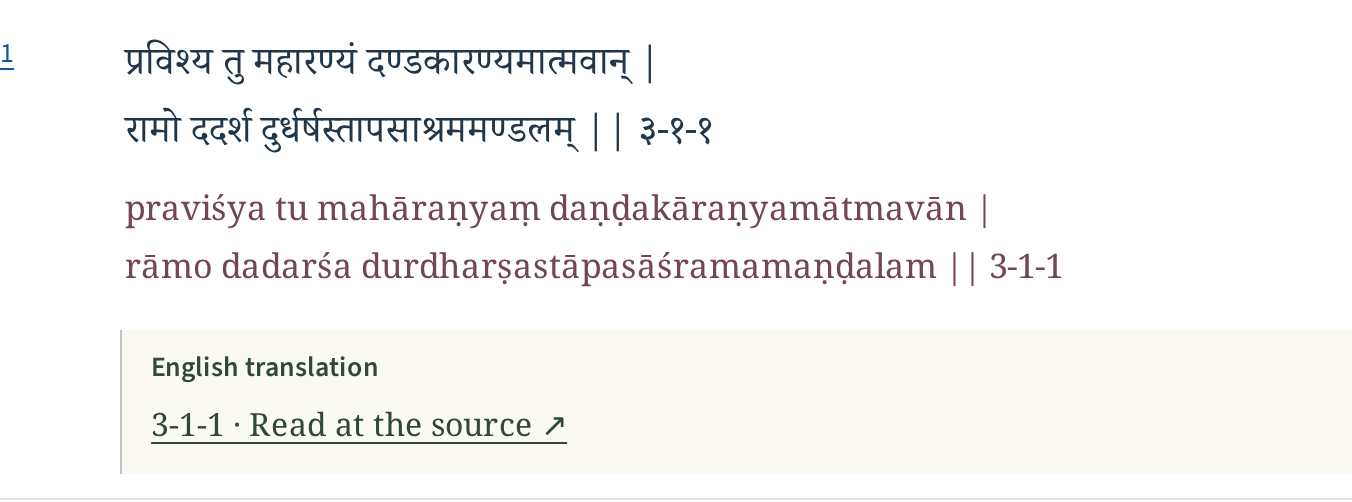 1
प्रविश्य तु महारण्यं दण्डकारण्यमात्मवान् |
रामो ददर्श दुर्धर्षस्तापसाश्रममण्डलम् || ३-१-१
praviśya tu mahāraṇyaṃ daṇḍakāraṇyamātmavān |
rāmo dadarśa durdharṣastāpasāśramamaṇḍalam || 3-1-1
English translation
3-1-1 · Read at the source ↗